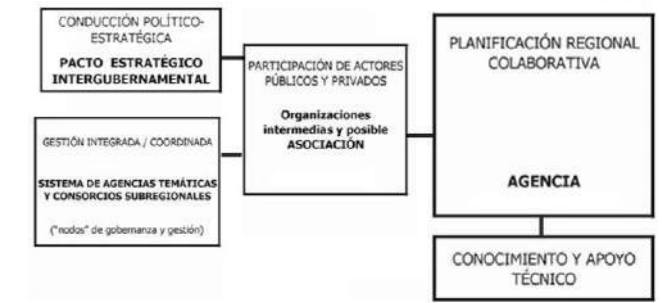 CONDUCCIÓN POLÍTICO-
ESTRATÉGICA
PACTO ESTRATÉGICO
INTERGUBERNAMENTAL
GESTIÓN INTEGRADA / COORDINADA
SISTEMA DE AGENCIAS TEMÁTICAS
Y CONSORCIOS SUBREGIONALES
("nodos" de gobernanza y gestión)
PARTICIPACIÓN DE ACTORES
PÚBLICOS Y PRIVADOS
Organizaciones
intermedias y posible
ASOCIACIÓN
PLANIFICACIÓN REGIONAL
COLABORATIVA
AGENCIA
CONOCIMIENTO Y APOYO
TÉCNICO